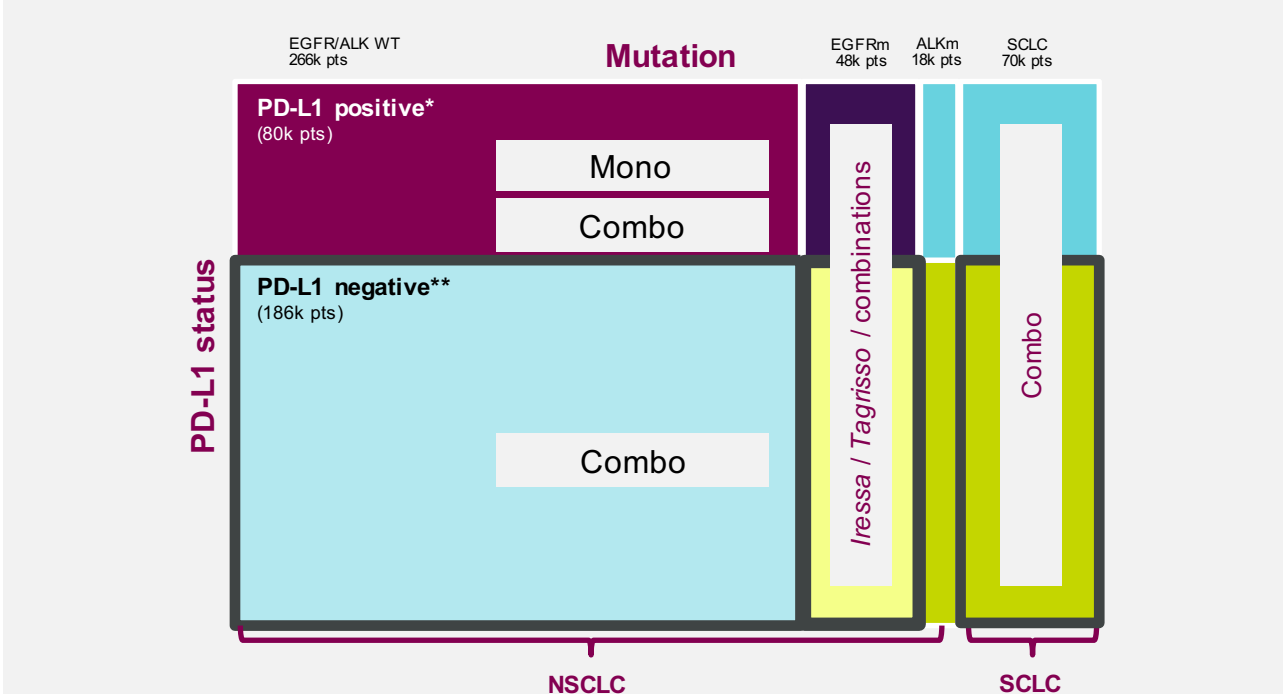 EGFR/ALK WT
266k pts
Mutation
EGFRm
48k pts
ALKm
18k pts
SCLC
70k pts
PD-L1 positive*
(80k pts)
Mono
Combo
PD-L1 status
PD-L1 negative**
(186k pts)
Combo
Iressa / Tagrisso / combinations
Combo
NSCLC
SCLC